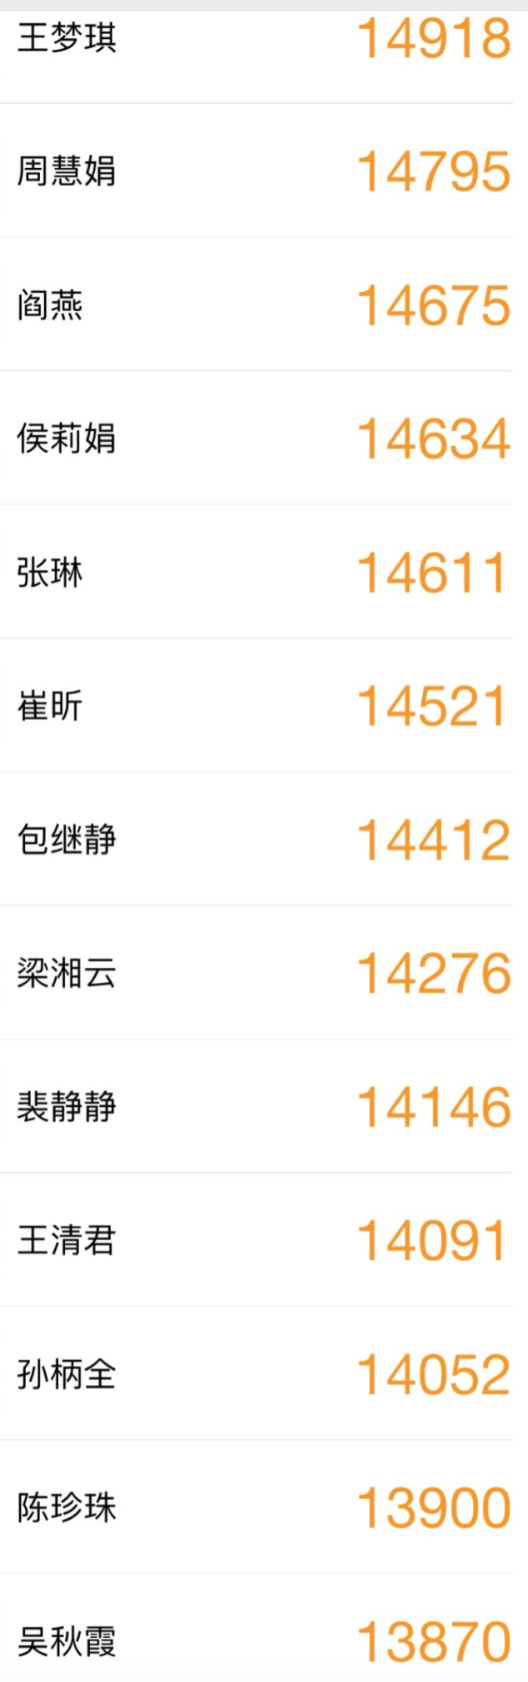 王梦琪 14918
周慧娟 14795
阎燕 14675
侯莉娟 14634
张琳 14611
崔昕 14521
包继静 14412
梁湘云 14276
裴静静 14146
王清君 14091
孙柄全 14052
陈珍珠 13900
吴秋霞 13870